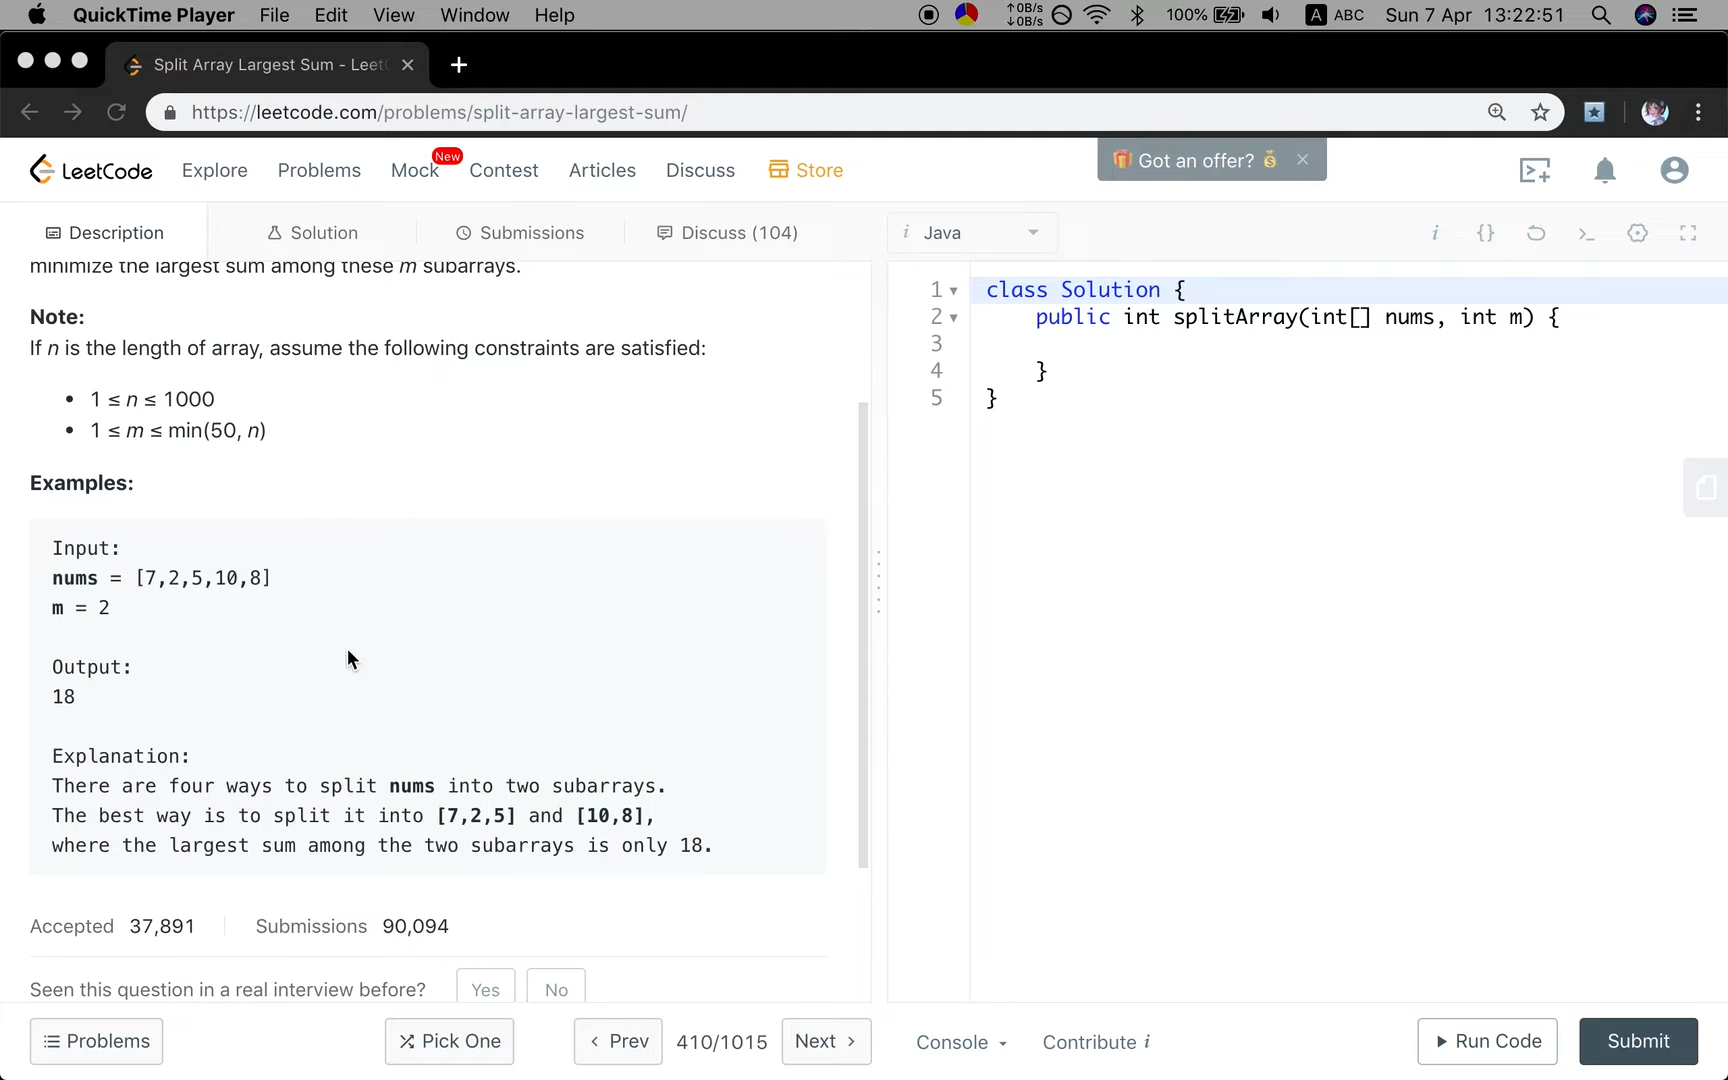 QuickTime Player File Edit View Window Help ↑0B/s ↓0B/s 100% A ABC Sun 7 Apr 13:22:51
Split Array Largest Sum - Leet
https://leetcode.com/problems/split-array-largest-sum/
LeetCode Explore Problems Mock New Contest Articles Discuss Store Got an offer?
Description Solution Submissions Discuss (104)
minimize the largest sum among these m subarrays.
Note:
If n is the length of array, assume the following constraints are satisfied:
• 1 ≤ n ≤ 1000
• 1 ≤ m ≤ min(50, n)
Examples:
Input:
nums = [7,2,5,10,8]
m = 2
Output:
18
Explanation:
There are four ways to split nums into two subarrays.
The best way is to split it into [7,2,5] and [10,8],
where the largest sum among the two subarrays is only 18.
Accepted 37,891 Submissions 90,094
Seen this question in a real interview before? Yes No
Problems Pick One Prev 410/1015 Next
i Java i {}
1 class Solution {
2 public int splitArray(int[] nums, int m) {
3
4 }
5 }
Console Contribute i Run Code Submit